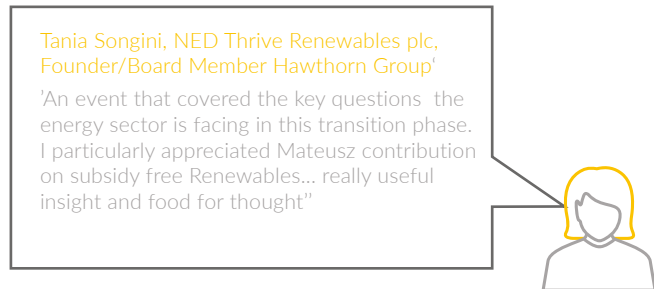 Tania Songini, NED Thrive Renewables plc,
Founder/Board Member Hawthorn Group‘
’An event that covered the key questions  the
energy sector is facing in this transition phase.
I particularly appreciated Mateusz contribution
on subsidy free Renewables... really useful
insight and food for thought’’